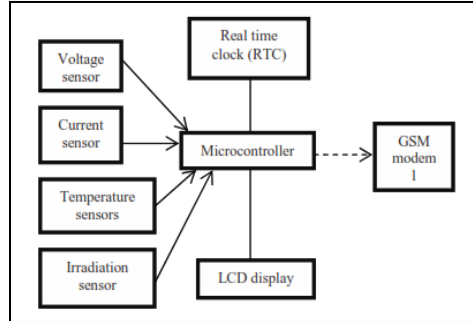 Voltage
sensor
Current
sensor
Temperature
sensors
Irradiation
sensor
Real time
clock (RTC)
Microcontroller
LCD display
GSM
modem
1